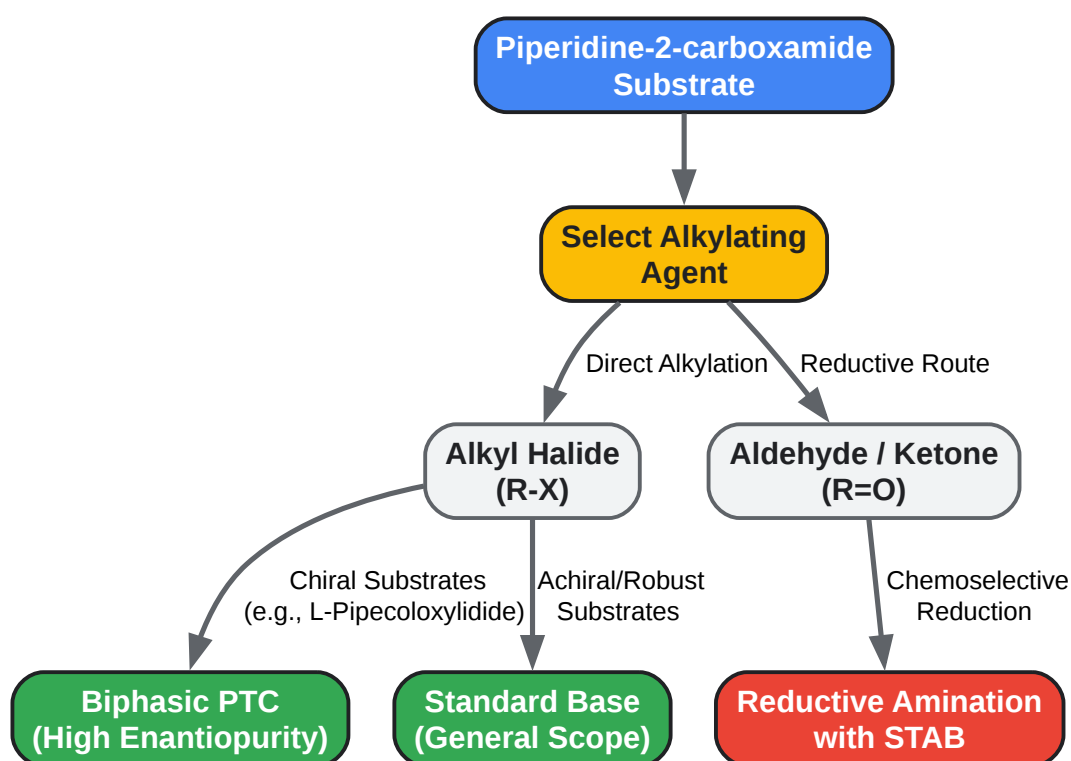 Piperidine-2-carboxamide
Substrate
Select Alkylating
Agent
Direct Alkylation
Reductive Route
Alkyl Halide
(R-X)
Aldehyde / Ketone
(R=O)
Chiral Substrates
(e.g., L-Pipecoloxylidide)
Achiral/Robust
Substrates
Chemoselective
Reduction
Biphasic PTC
(High Enantiopurity)
Standard Base
(General Scope)
Reductive Amination
with STAB